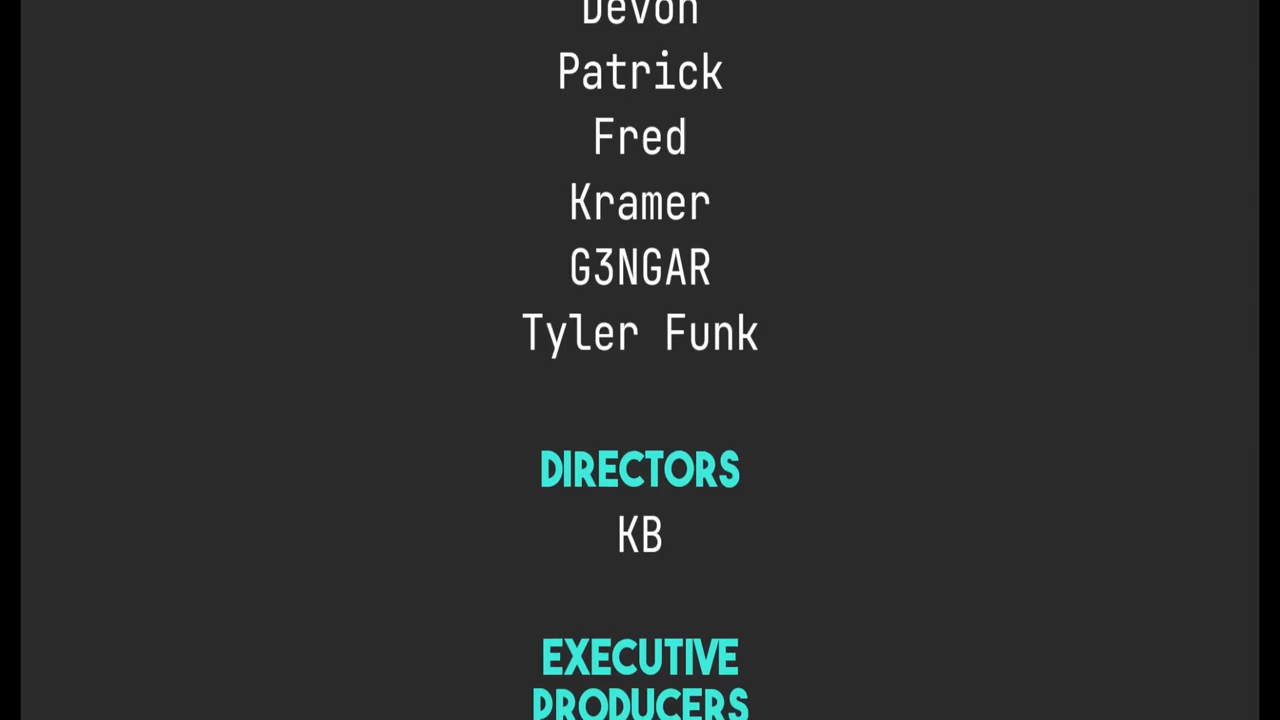 Devon
Patrick
Fred
Kramer
G3NGAR
Tyler Funk
DIRECTORS
KB
EXECUTIVE
PRODUCERS